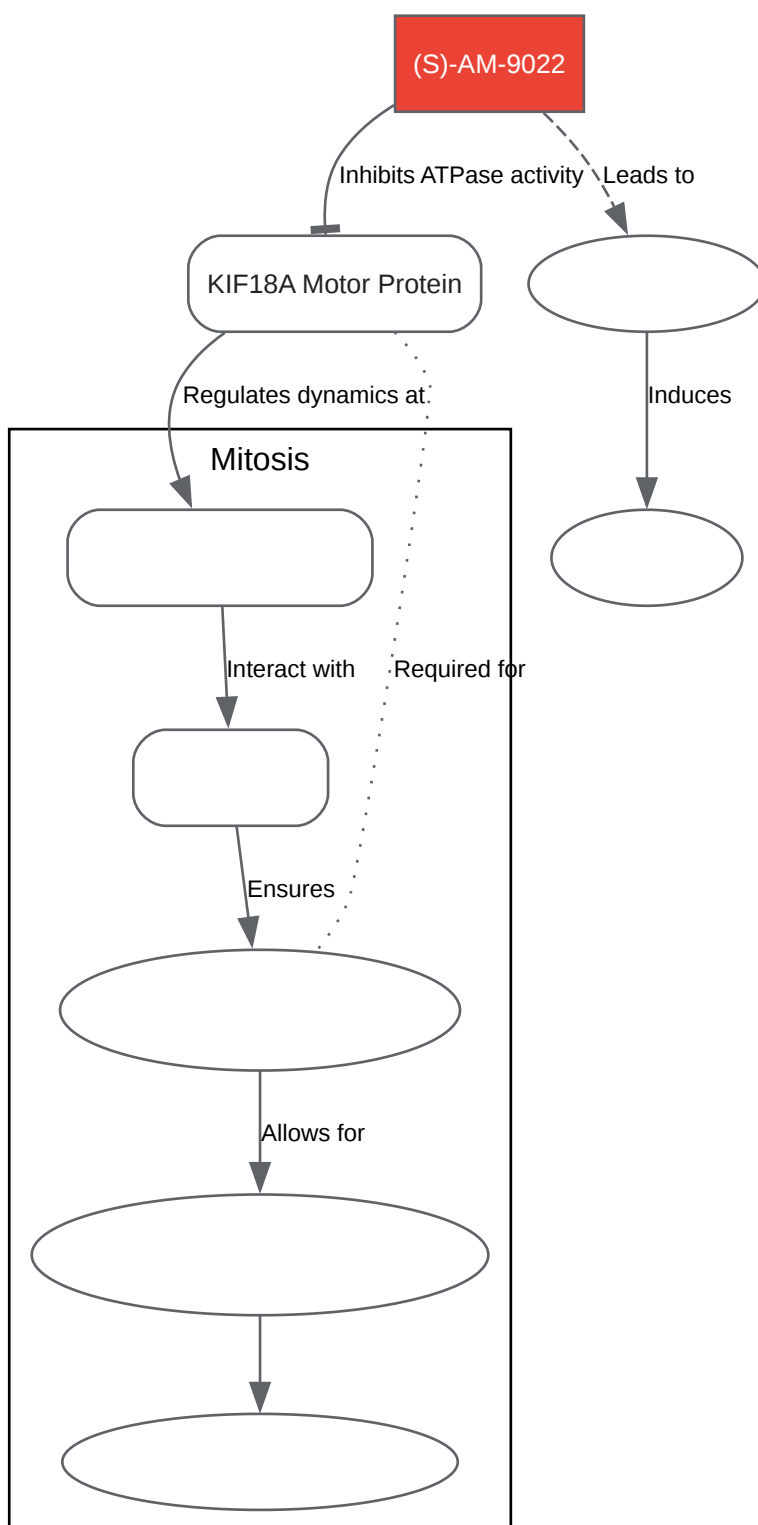 (S)-AM-9022
Inhibits ATPase activity
Leads to
KIF18A Motor Protein
Regulates dynamics at
Induces
Mitosis
Interact with
Required for
Ensures
Allows for